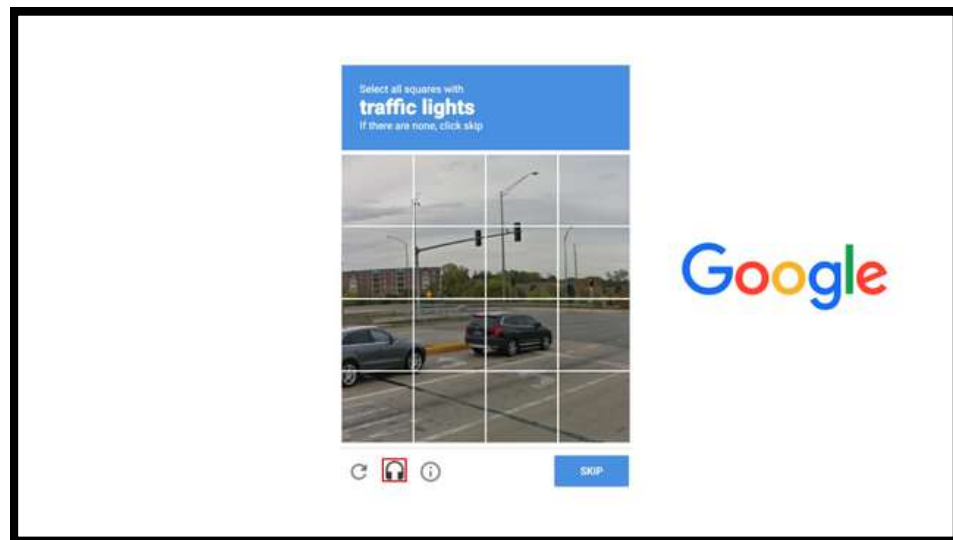 Select all squares with
traffic lights
If there are none, click skip
Google
SKIP